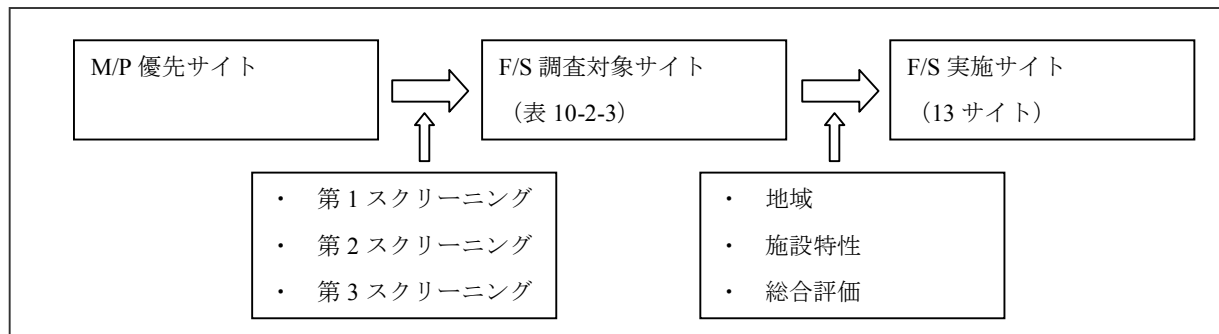 M/P 優先サイト
F/S 調査対象サイト
（表 10-2-3）
F/S 実施サイト
（13 サイト）
・ 第 1 スクリーニング
・ 第 2 スクリーニング
・ 第 3 スクリーニング
・ 地域
・ 施設特性
・ 総合評価